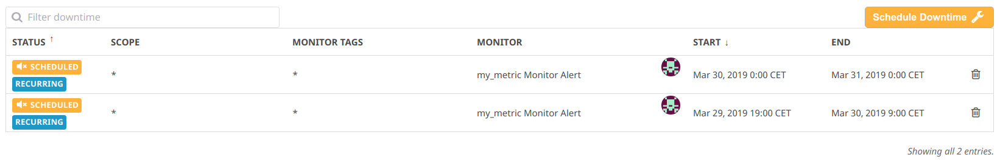 Filter downtime
Schedule Downtime
STATUS ↑ SCOPE MONITOR TAGS MONITOR START ↓ END
SCHEDULED
RECURRING
* * my_metric Monitor Alert Mar 30, 2019 0:00 CET Mar 31, 2019 0:00 CET
SCHEDULED
RECURRING
* * my_metric Monitor Alert Mar 29, 2019 19:00 CET Mar 30, 2019 9:00 CET
Showing all 2 entries.